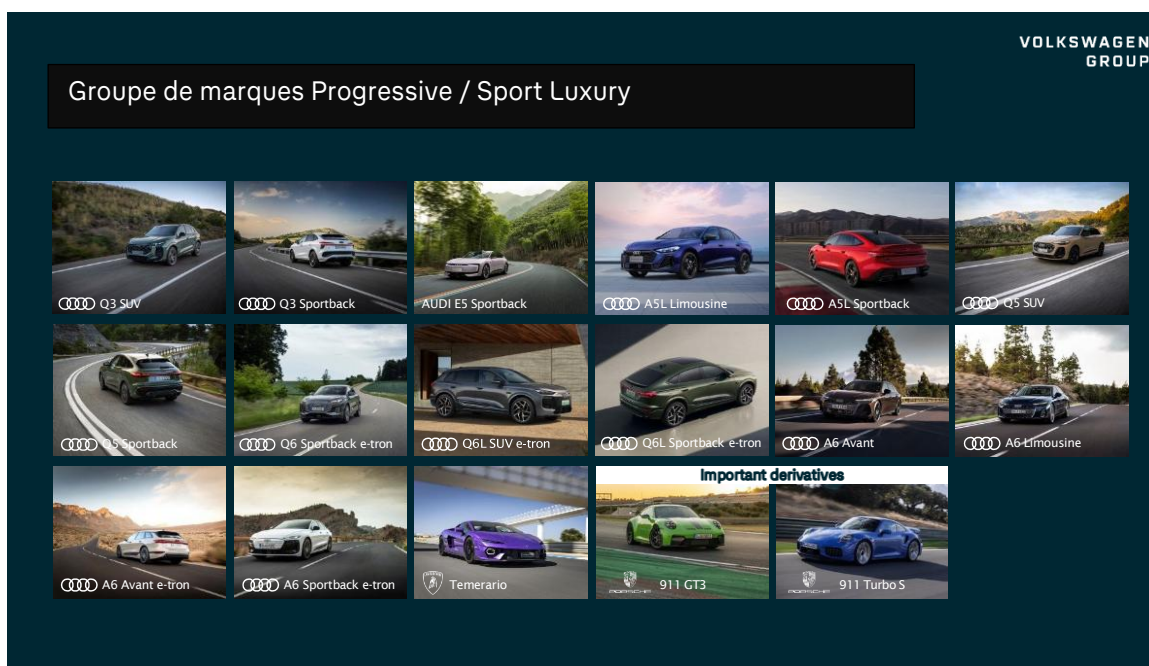 VOLKSWAGEN
GROUP
Groupe de marques Progressive / Sport Luxury
Q3 SUV
Q3 Sportback
AUDI E5 Sportback
A5L Limousine
A5L Sportback
Q5 SUV
Q5 Sportback
Q6 Sportback e-tron
Q6L SUV e-tron
Q6L Sportback e-tron
A6 Avant
A6 Limousine
Important derivatives
A6 Avant e-tron
A6 Sportback e-tron
Temerario
PORSCHE
911 GT3
PORSCHE
911 Turbo S